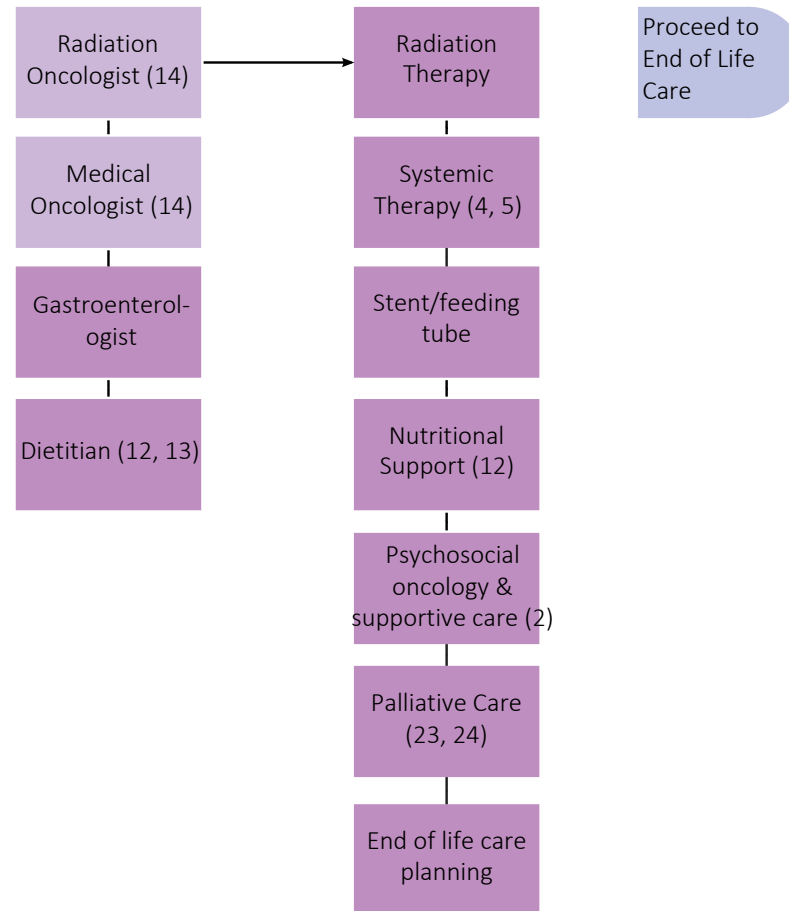 Radiation
Oncologist (14)
Medical
Oncologist (14)
Gastroenterol-
ogist
Dietitian (12, 13)
Radiation
Therapy
Systemic
Therapy (4, 5)
Stent/feeding
tube
Nutritional
Support (12)
Psychosocial
oncology &
supportive care (2)
Palliative Care
(23, 24)
End of life care
planning
Proceed to
End of Life
Care